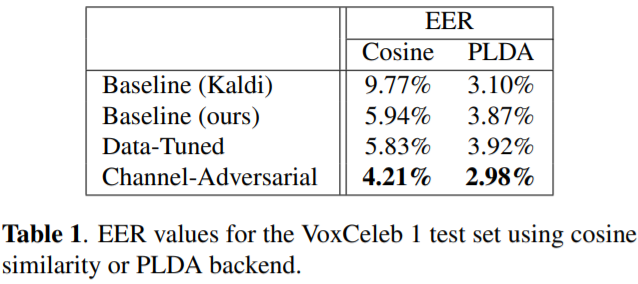 EER
Cosine PLDA
Baseline (Kaldi) 9.77% 3.10%
Baseline (ours) 5.94% 3.87%
Data-Tuned 5.83% 3.92%
Channel-Adversarial 4.21% 2.98%
Table 1. EER values for the VoxCeleb 1 test set using cosine
similarity or PLDA backend.